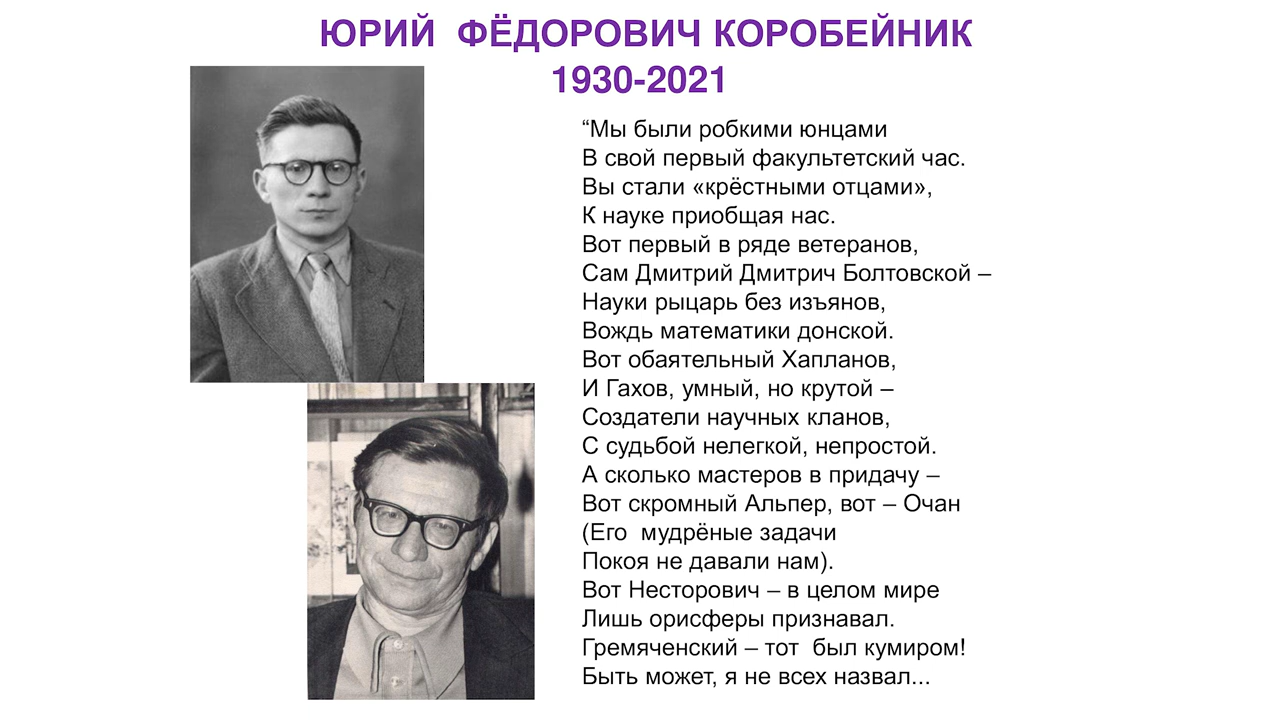 ЮРИЙ  ФЁДОРОВИЧ КОРОБЕЙНИК
1930-2021
“Мы были робкими юнцами
В свой первый факультетский час.
Вы стали «крёстными отцами»,
К науке приобщая нас.
Вот первый в ряде ветеранов,
Сам Дмитрий Дмитрич Болтовской –
Науки рыцарь без изъянов,
Вождь математики донской.
Вот обаятельный Хапланов,
И Гахов, умный, но крутой –
Создатели научных кланов,
С судьбой нелегкой, непростой.
А сколько мастеров в придачу –
Вот скромный Альпер, вот – Очан
(Его  мудрёные задачи
Покоя не давали нам).
Вот Несторович – в целом мире
Лишь орисферы признавал.
Гремяченский – тот  был кумиром!
Быть может, я не всех назвал...